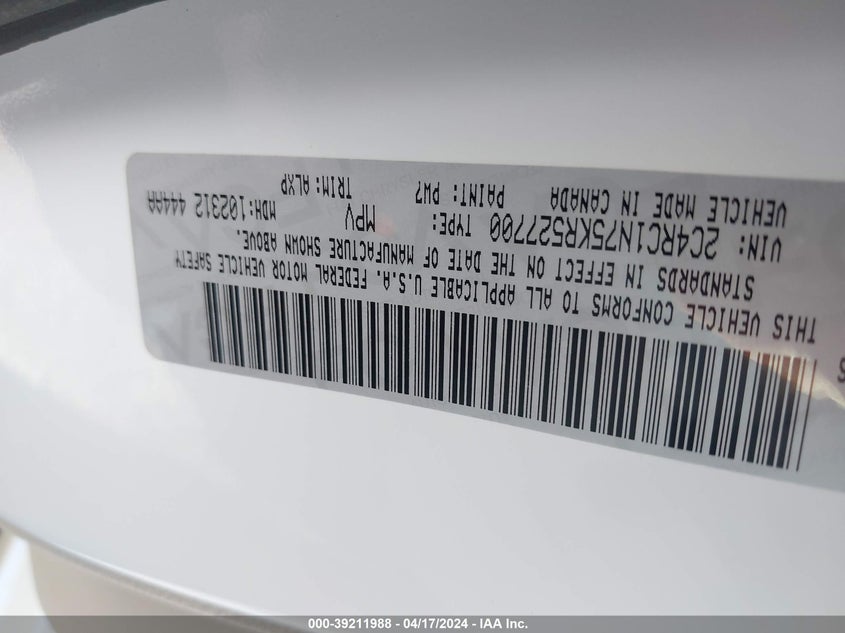 THIS VEHICLE CONFORMS TO ALL APPLICABLE U.S.A. FEDERAL MOTOR VEHICLE SAFETY
STANDARDS IN EFFECT ON THE DATE OF MANUFACTURE SHOWN ABOVE.
VIN: 2C4RC1N75KR527700 TYPE: MPV MDH:102312 444AA
VEHICLE MADE IN CANADA PAINT: PW7 TRIM: ALXP
000-39211988 - 04/17/2024 - IAA Inc.